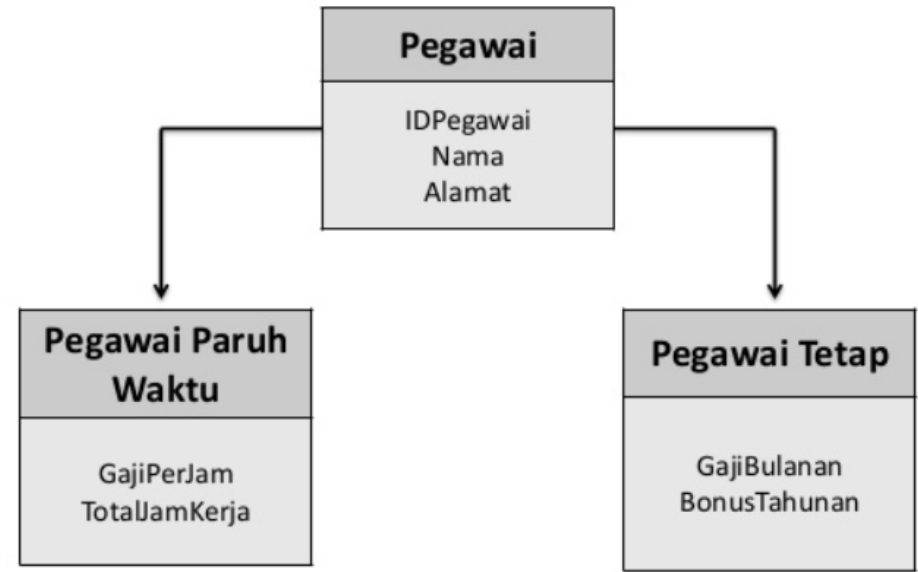 Pegawai
IDPegawai
Nama
Alamat
Pegawai Paruh
Waktu
GajiPerJam
TotalJamKerja
Pegawai Tetap
GajiBulanan
BonusTahunan